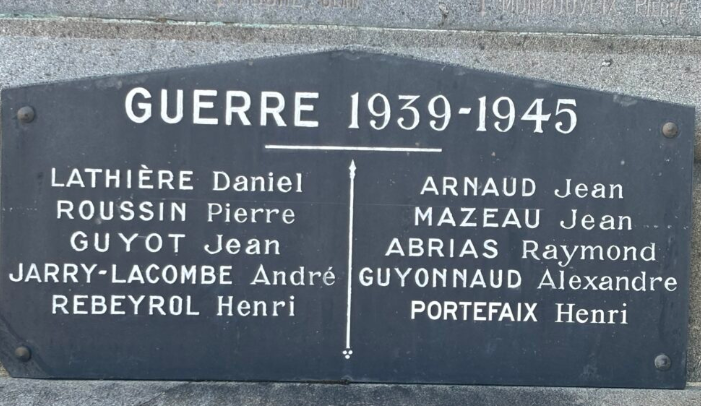 GUERRE 1939-1945
LATHIÈRE Daniel
ROUSSIN Pierre
GUYOT Jean
JARRY-LACOMBE André
REBEYROL Henri
ARNAUD Jean
MAZEAU Jean
ABRIAS Raymond
GUYONNAUD Alexandre
PORTEFAIX Henri